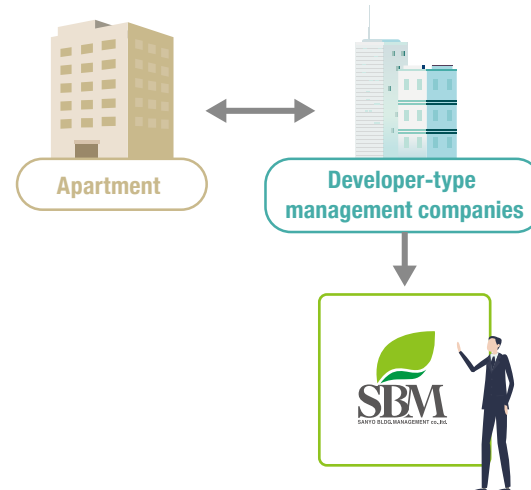 Apartment
Developer-type
management companies
SBM
SANYO BLDG.MANAGEMENT co.,ltd.